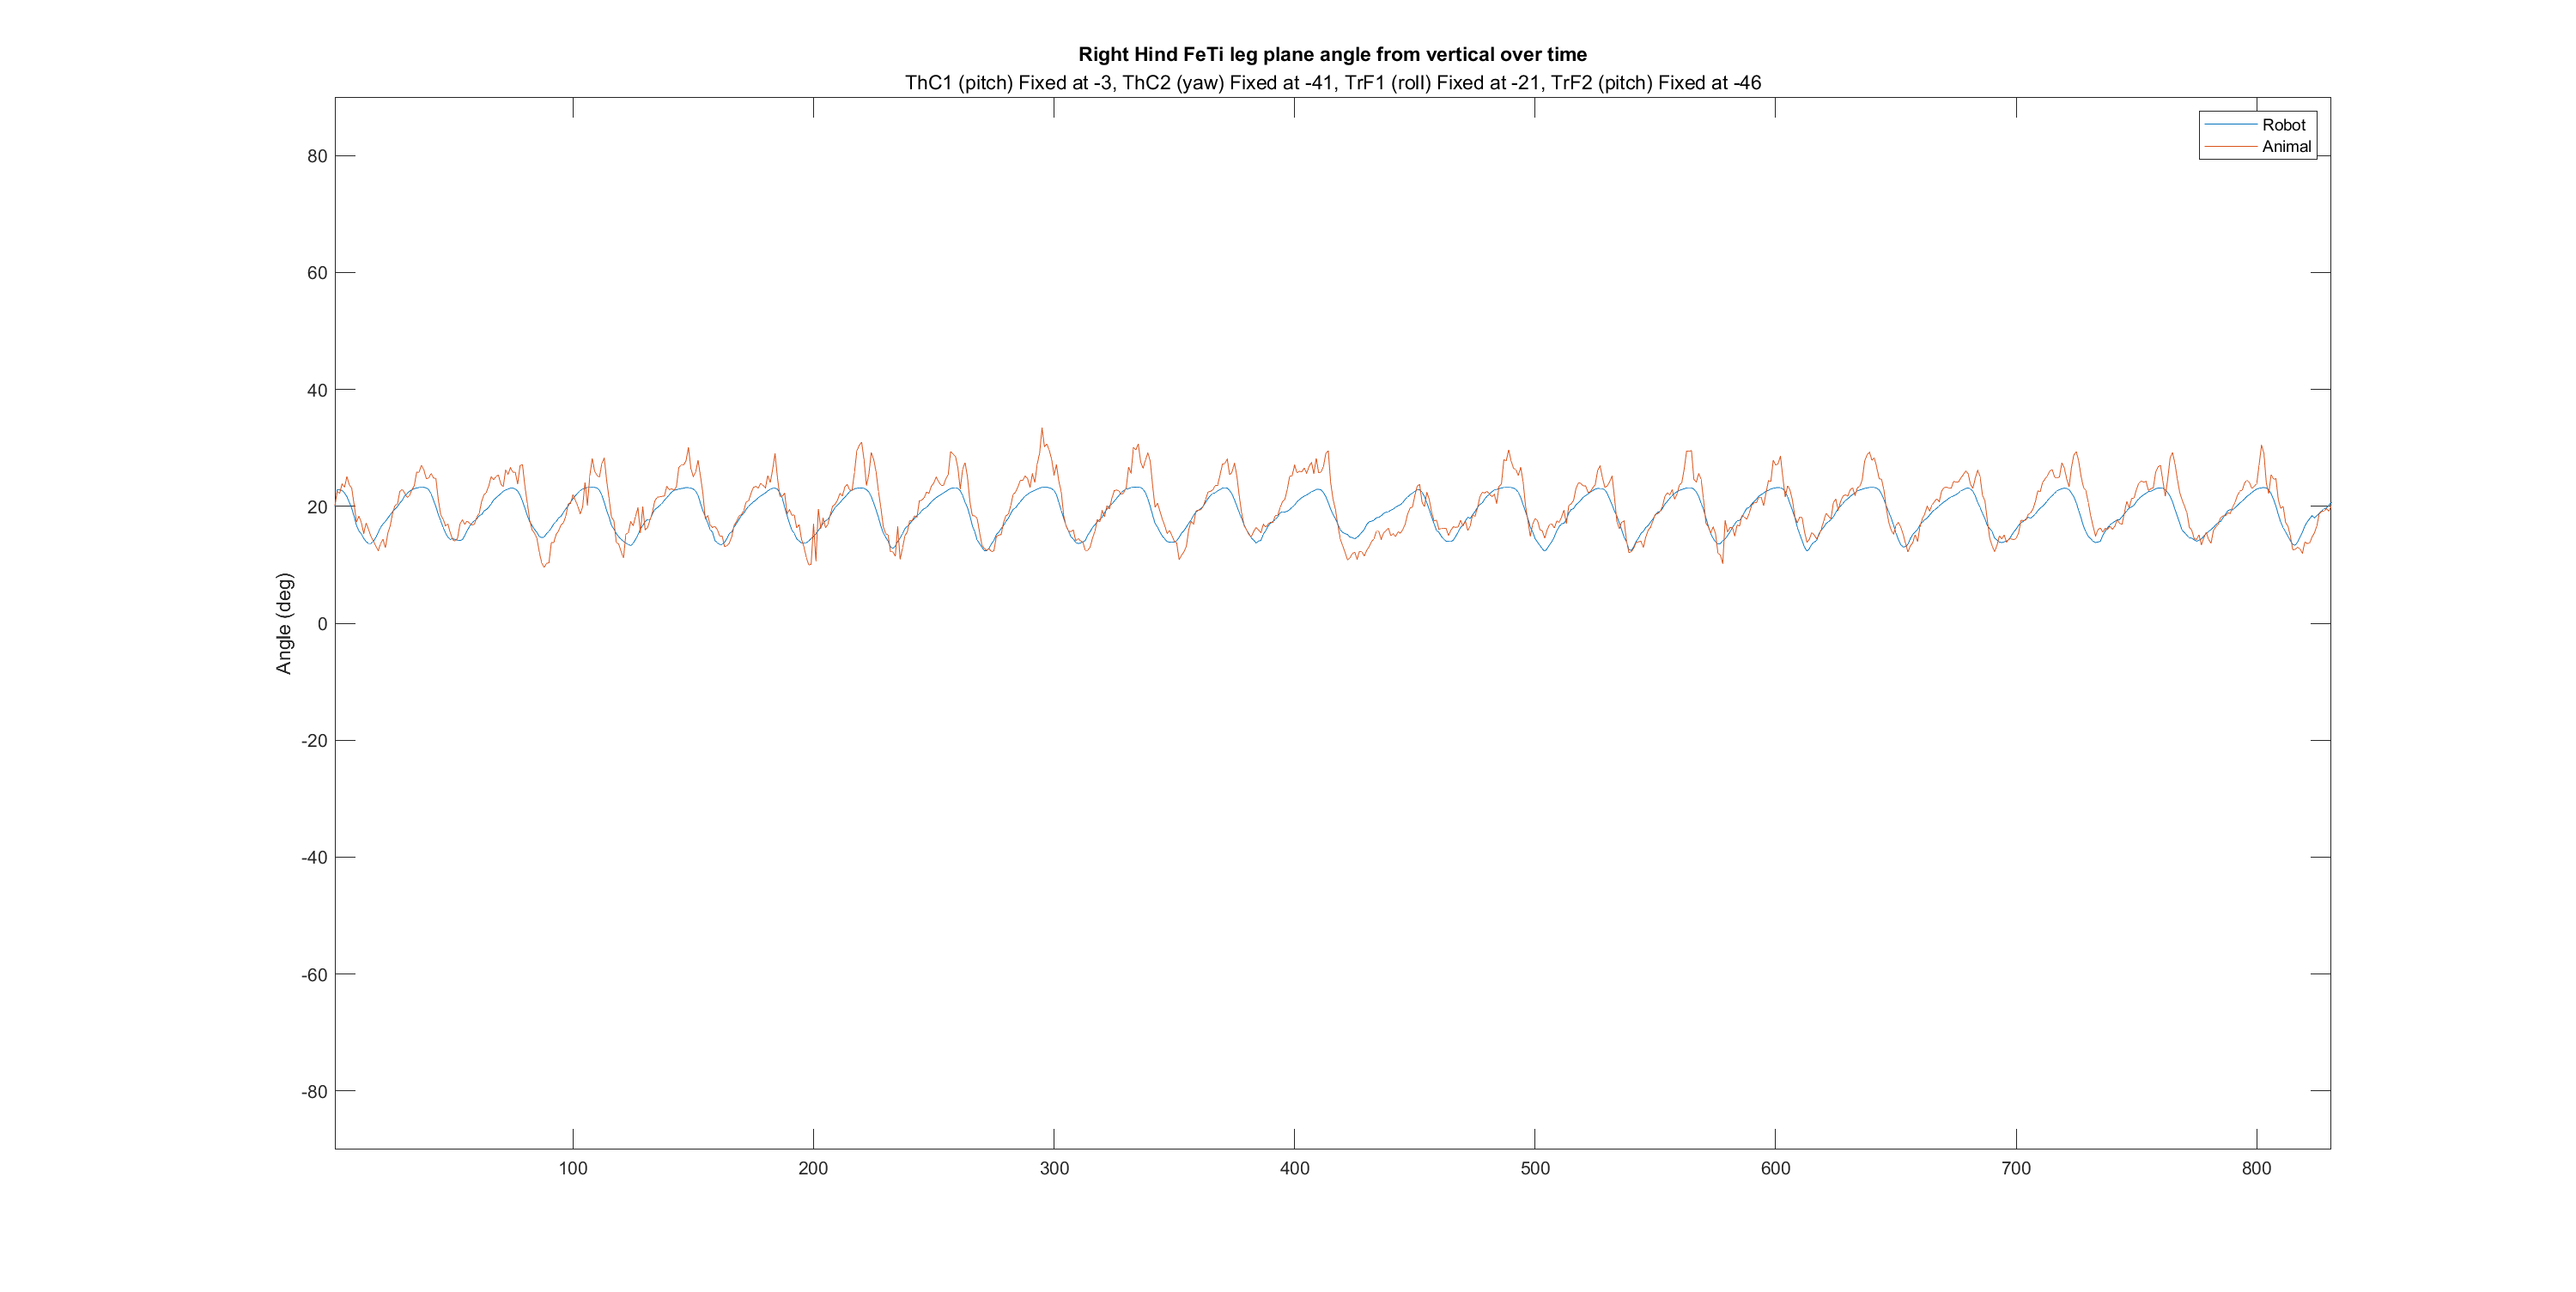 Right Hind FeTi leg plane angle from vertical over time
ThC1 (pitch) Fixed at -3, ThC2 (yaw) Fixed at -41, TrF1 (roll) Fixed at -21, TrF2 (pitch) Fixed at -46
Robot
Animal
80
60
40
20
0
-20
-40
-60
-80
Angle (deg)
100 200 300 400 500 600 700 800